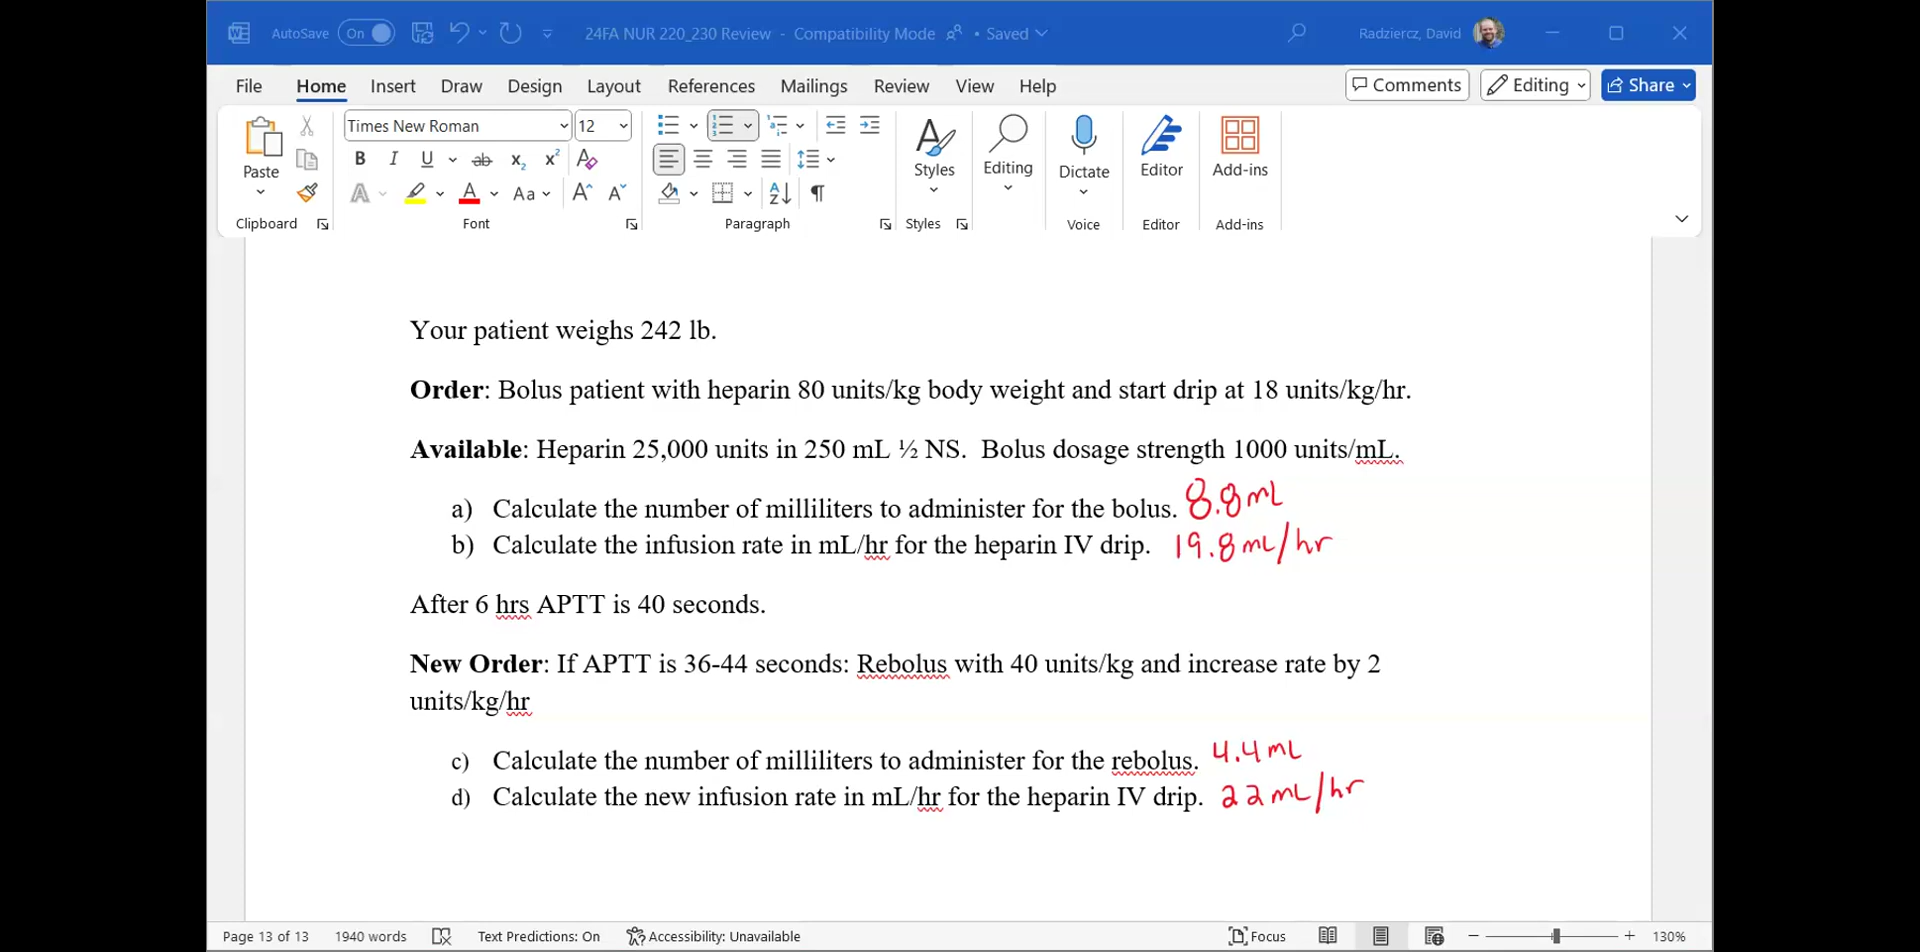 AutoSave On 24FA NUR 220_230 Review - Compatibility Mode • Saved Radziercz, David
File Home Insert Draw Design Layout References Mailings Review View Help Comments Editing Share
Times New Roman 12
Paste B I U ab x₂ x² A Styles Editing Dictate Editor Add-ins
A A Aa A A
Clipboard Font Paragraph Styles Voice Editor Add-ins
Your patient weighs 242 lb.
Order: Bolus patient with heparin 80 units/kg body weight and start drip at 18 units/kg/hr.
Available: Heparin 25,000 units in 250 mL ½ NS. Bolus dosage strength 1000 units/mL.
a) Calculate the number of milliliters to administer for the bolus. 8.8 mL
b) Calculate the infusion rate in mL/hr for the heparin IV drip. 19.8 mL/hr
After 6 hrs APTT is 40 seconds.
New Order: If APTT is 36-44 seconds: Rebolus with 40 units/kg and increase rate by 2
units/kg/hr
c) Calculate the number of milliliters to administer for the rebolus. 4.4 mL
d) Calculate the new infusion rate in mL/hr for the heparin IV drip. 22 mL/hr
Page 13 of 13 1940 words Text Predictions: On Accessibility: Unavailable Focus 130%